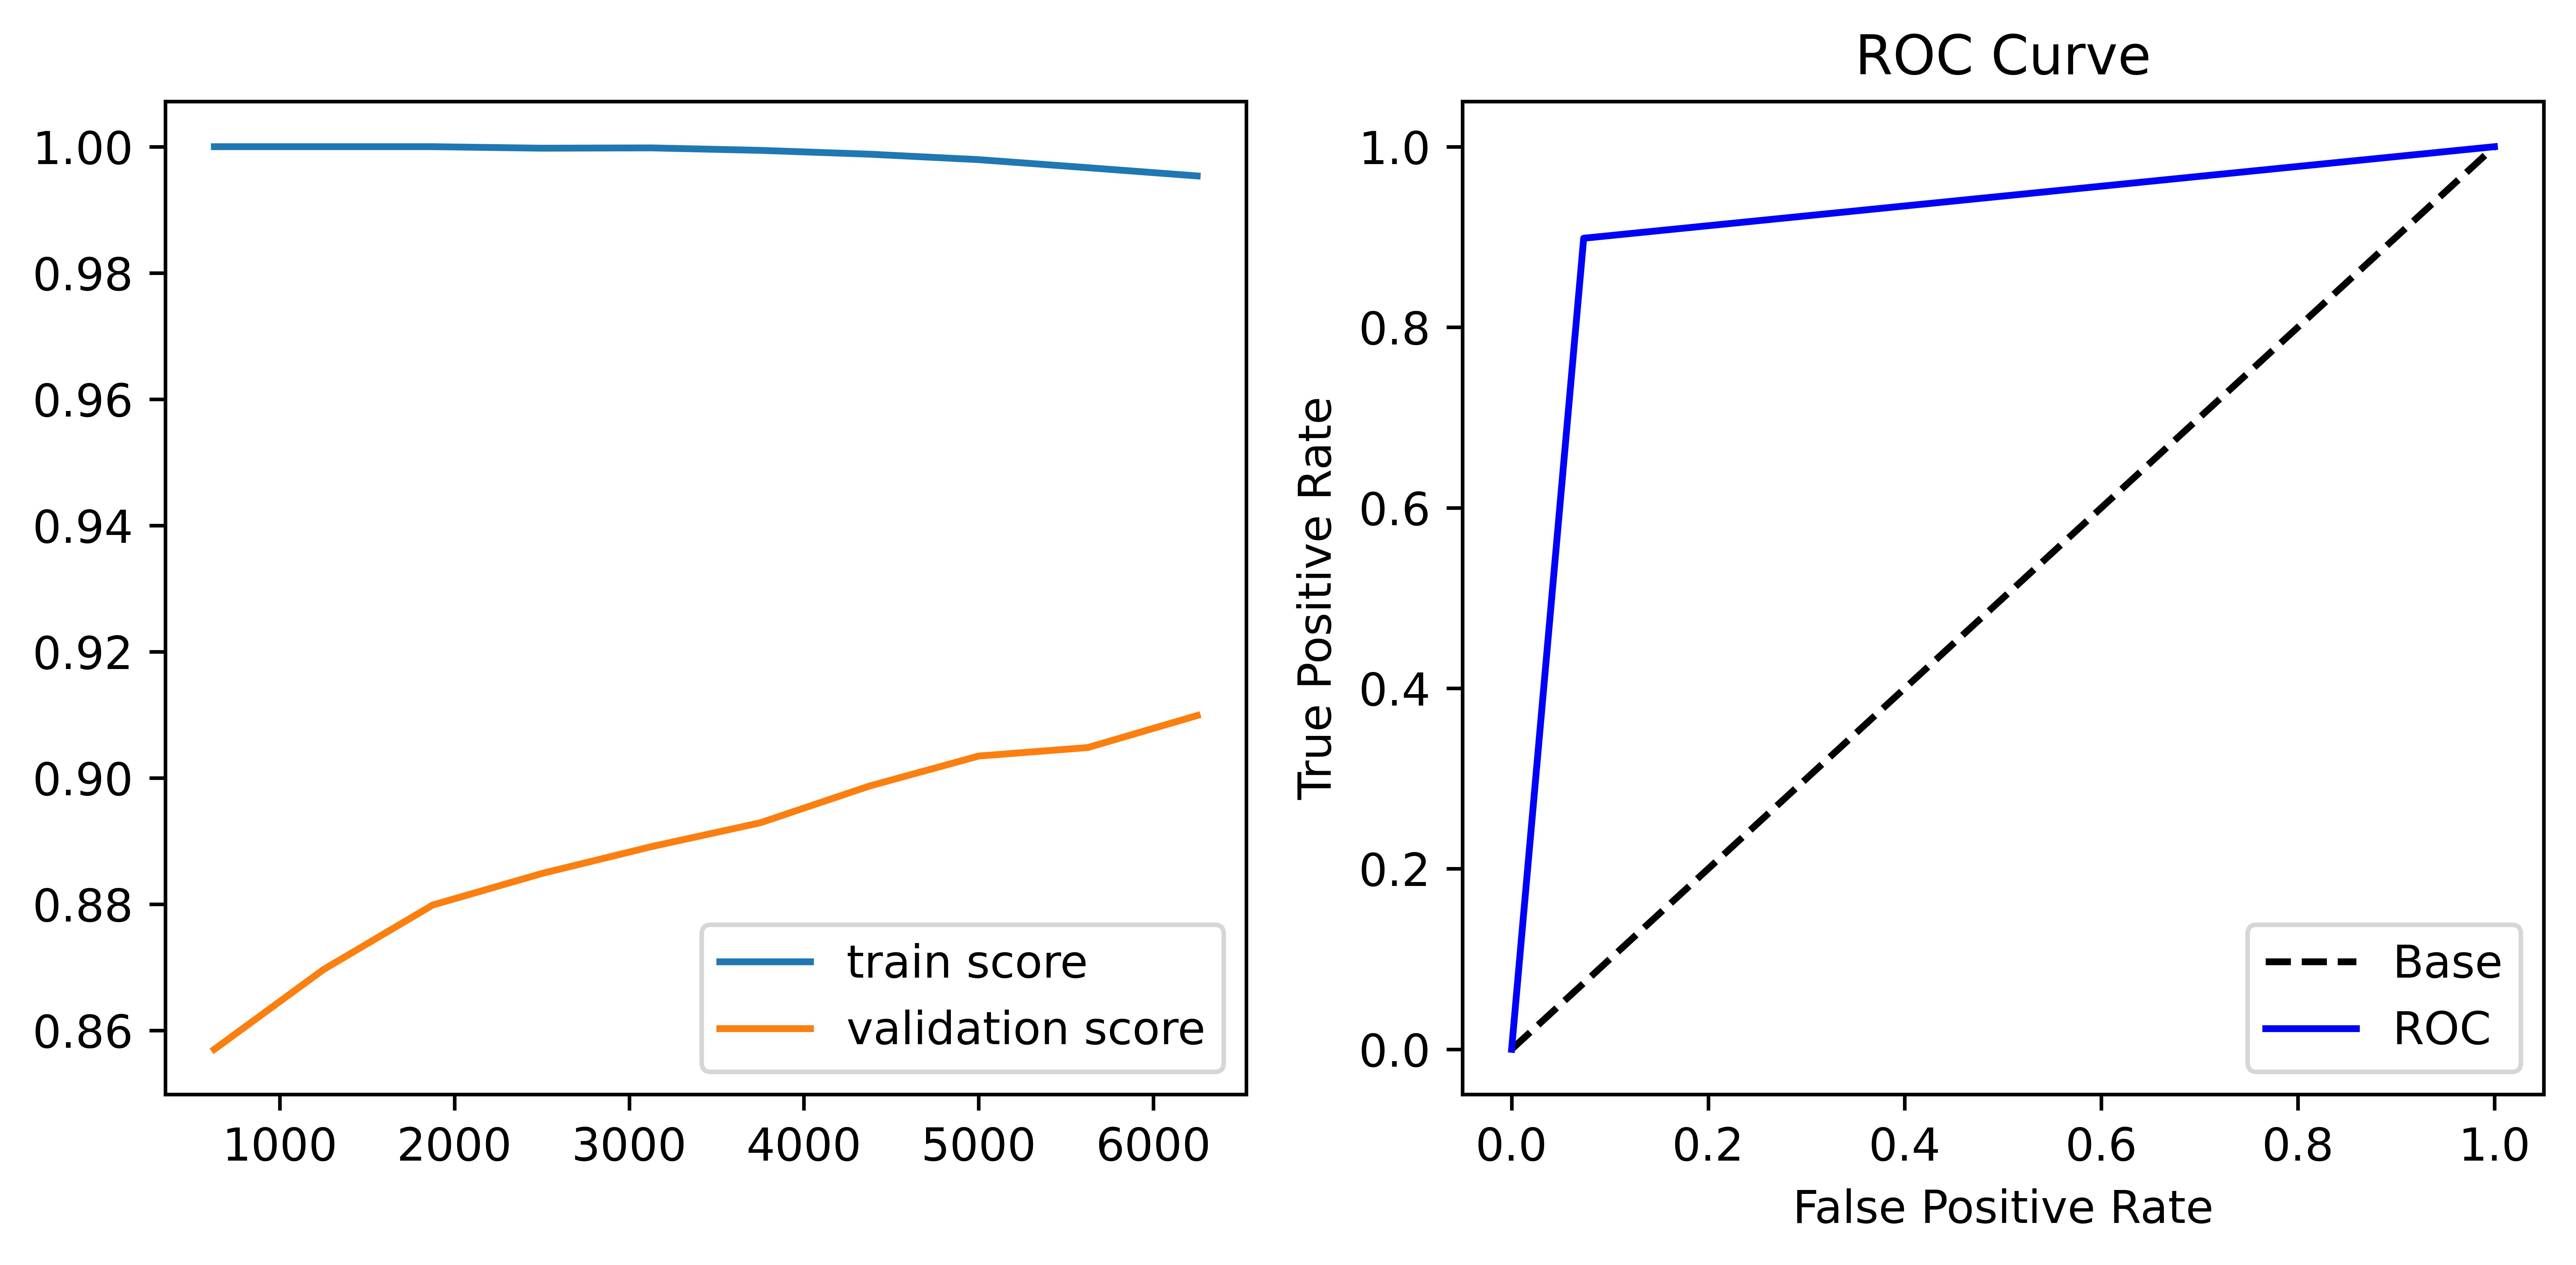 1.00
0.98
0.96
0.94
0.92
0.90
0.88
0.86
1000 2000 3000 4000 5000 6000
train score
validation score
ROC Curve
True Positive Rate
1.0
0.8
0.6
0.4
0.2
0.0
0.0 0.2 0.4 0.6 0.8 1.0
False Positive Rate
Base
ROC